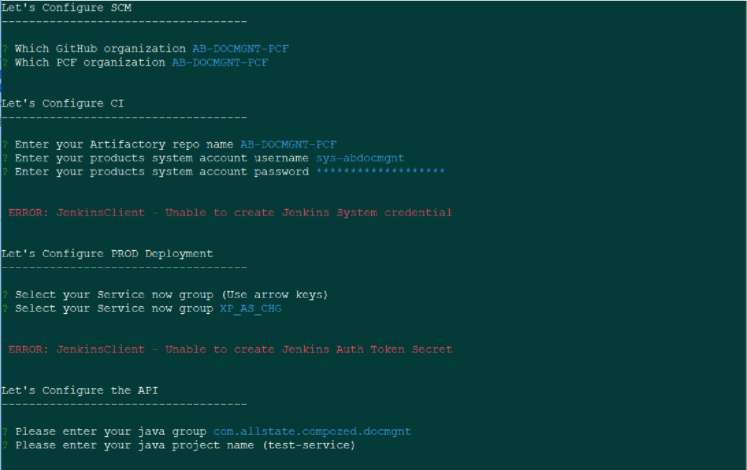 Let's Configure SCM
------------------------------------
? Which GitHub organization AB-DOCMGNT-PCF
? Which PCF organization AB-DOCMGNT-PCF
Let's Configure CI
------------------------------------
? Enter your Artifactory repo name AB-DOCMGNT-PCF
? Enter your products system account username sys-abdocmgnt
? Enter your products system account password *******************
ERROR: JenkinsClient - Unable to create Jenkins System credential
Let's Configure PROD Deployment
------------------------------------
? Select your Service now group (Use arrow keys)
? Select your Service now group XP_AS_CHG
ERROR: JenkinsClient - Unable to create Jenkins Auth Token Secret
Let's Configure the API
------------------------------------
? Please enter your java group com.allstate.compozed.docmgnt
? Please enter your java project name (test-service)